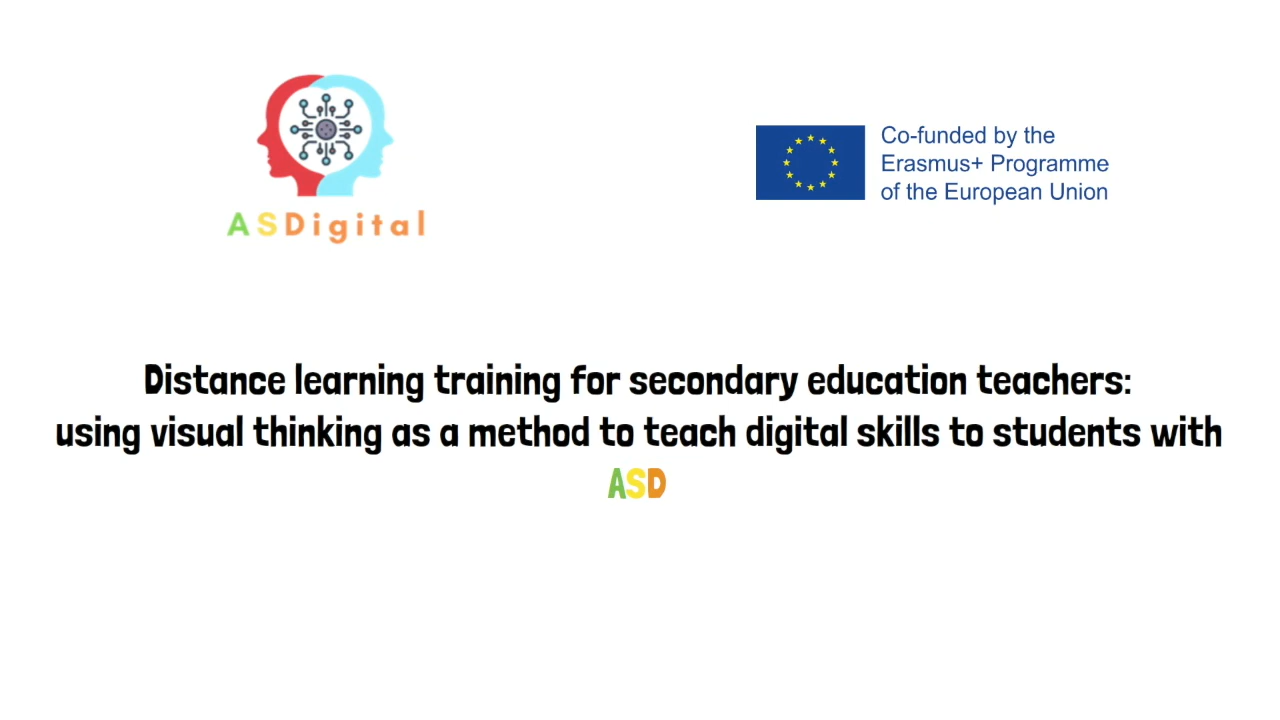 ASDigital
Co-funded by the
Erasmus+ Programme
of the European Union
Distance learning training for secondary education teachers:
using visual thinking as a method to teach digital skills to students with
ASD